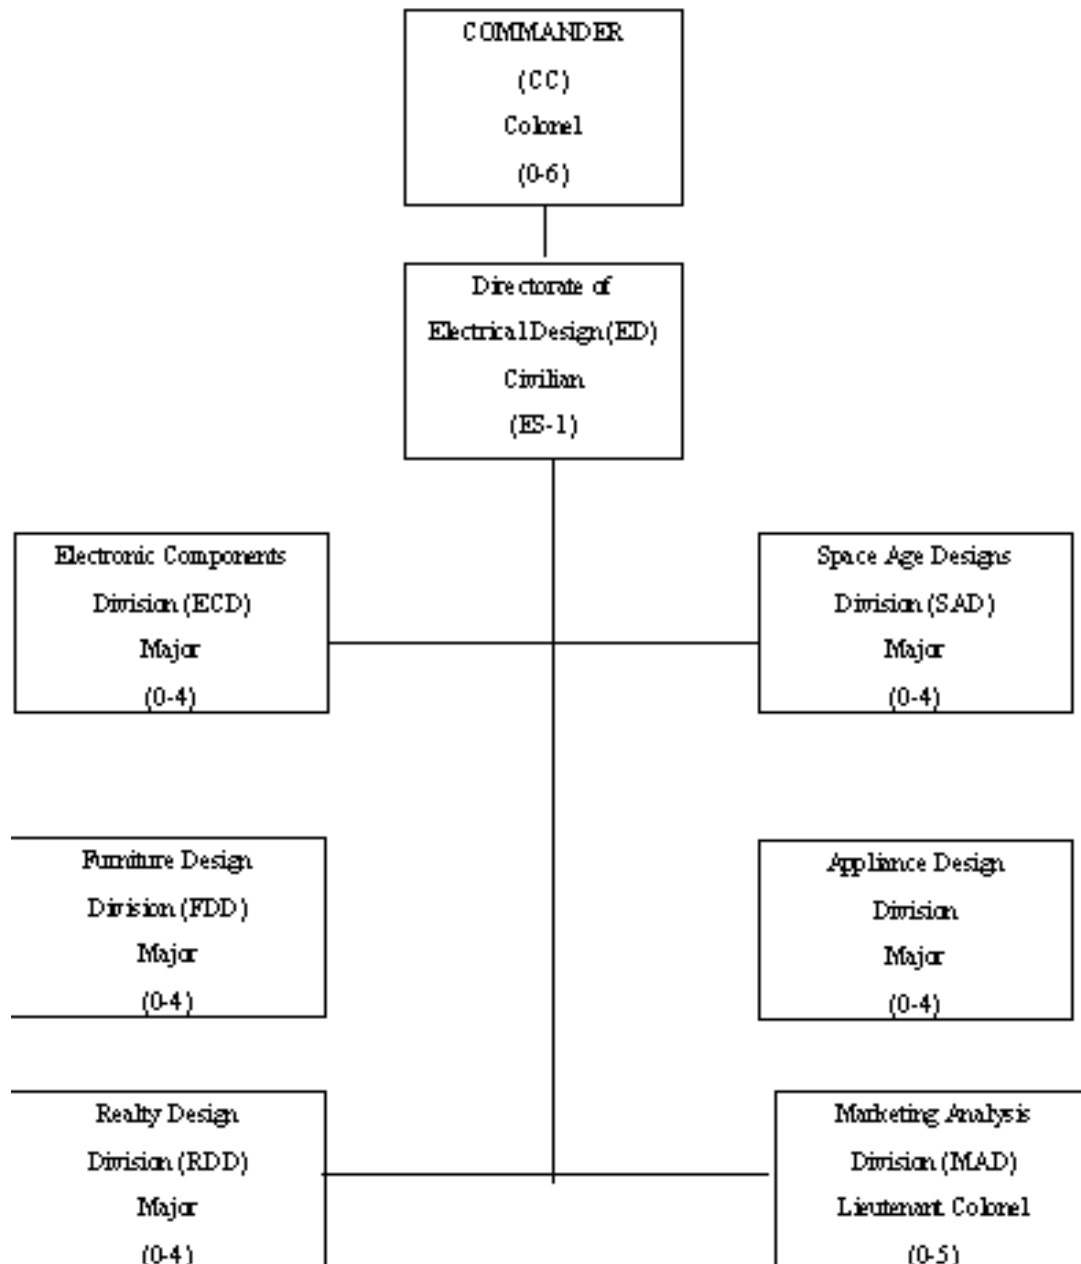 COMMANDER
(CC)
Colonel
(0-6)
Directorate of
Electrical Design (ED)
Civilian
(ES-1)
Electronic Components
Division (ECD)
Major
(0-4)
Space Age Designs
Division (SAD)
Major
(0-4)
Furniture Design
Division (FDD)
Major
(0-4)
Appliance Design
Division
Major
(0-4)
Realty Design
Division (RDD)
Major
(0-4)
Marketing Analysis
Division (MAD)
Lieutenant Colonel
(0-5)